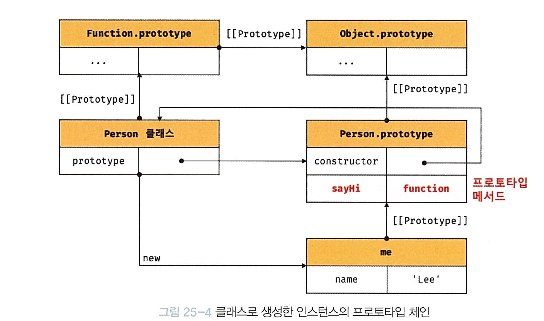 Function.prototype
[[Prototype]]
Object.prototype
...
...
[[Prototype]]
[[Prototype]]
Person 클래스
Person.prototype
prototype
constructor
sayHi
function
프로토타입
메서드
[[Prototype]]
new
me
name
'Lee'
그림 25-4 클래스로 생성한 인스턴스의 프로토타입 체인